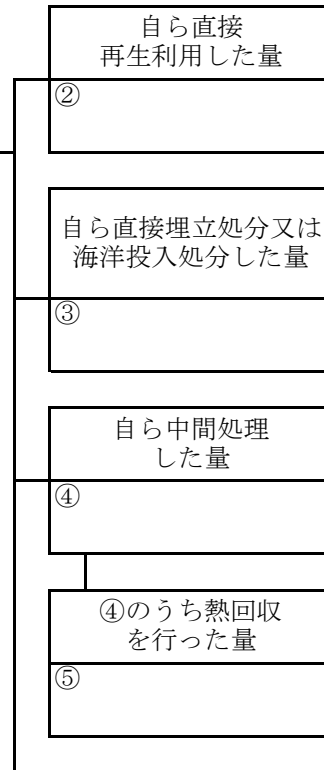 自ら直接
再生利用した量
②
自ら直接埋立処分又は
海洋投入処分した量
③
自ら中間処理
した量
④
④のうち熱回収
を行った量
⑤